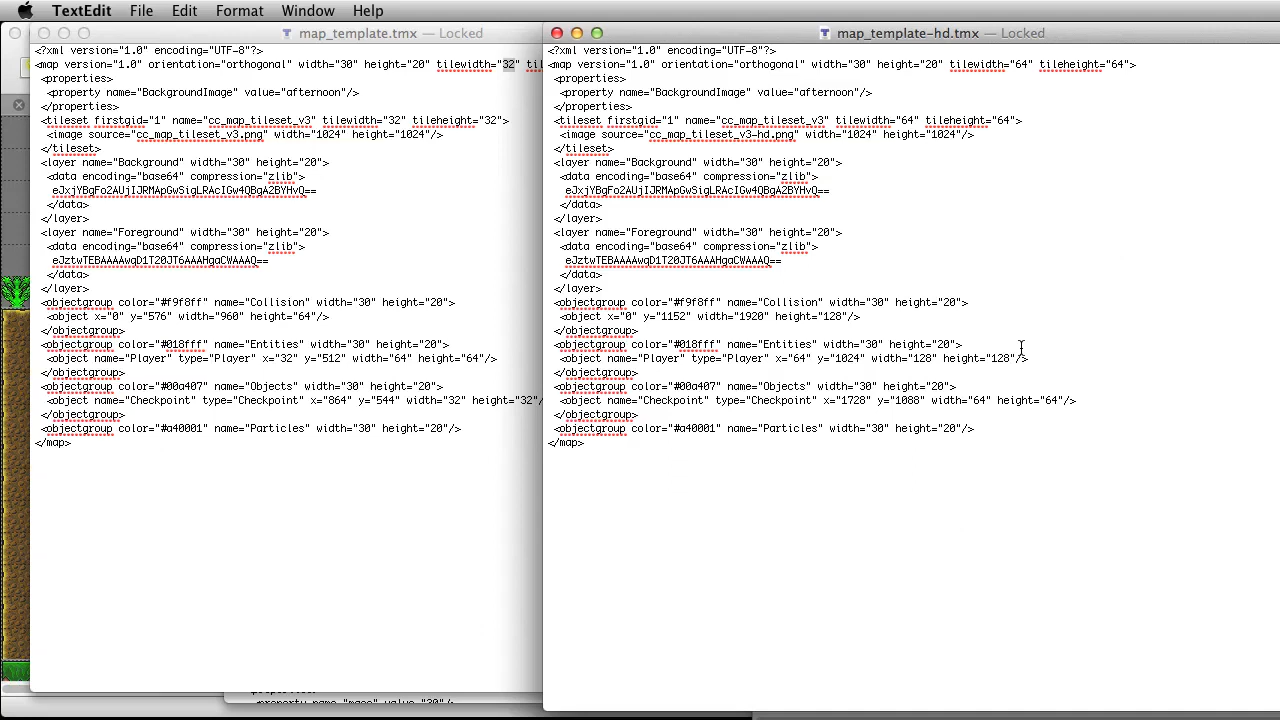 TextEdit File Edit Format Window Help
map_template.tmx — Locked
<?xml version="1.0" encoding="UTF-8"?>
<map version="1.0" orientation="orthogonal" width="30" height="20" tilewidth="32" til
<properties>
<property name="BackgroundImage" value="afternoon"/>
</properties>
<tileset firstgid="1" name="cc_map_tileset_v3" tilewidth="32" tileheight="32">
<image source="cc_map_tileset_v3.png" width="1024" height="1024"/>
</tileset>
<layer name="Background" width="30" height="20">
<data encoding="base64" compression="zlib">
</data>
</layer>
<layer name="Foreground" width="30" height="20">
<data encoding="base64" compression="zlib">
</data>
</layer>
<objectgroup color="#f9f8ff" name="Collision" width="30" height="20">
<object x="0" y="576" width="960" height="64"/>
</objectgroup>
<objectgroup color="#018fff" name="Entities" width="30" height="20">
<object name="Player" type="Player" x="32" y="512" width="64" height="64"/>
</objectgroup>
<objectgroup color="#00a407" name="Objects" width="30" height="20">
<object name="Checkpoint" type="Checkpoint" x="864" y="544" width="32" height="32"/
</objectgroup>
<objectgroup color="#a40001" name="Particles" width="30" height="20"/>
</map>
map_template-hd.tmx — Locked
<?xml version="1.0" encoding="UTF-8"?>
<map version="1.0" orientation="orthogonal" width="30" height="20" tilewidth="64" tileheight="64">
<properties>
<property name="BackgroundImage" value="afternoon"/>
</properties>
<tileset firstgid="1" name="cc_map_tileset_v3" tilewidth="64" tileheight="64">
<image source="cc_map_tileset_v3-hd.png" width="1024" height="1024"/>
</tileset>
<layer name="Background" width="30" height="20">
<data encoding="base64" compression="zlib">
</data>
</layer>
<layer name="Foreground" width="30" height="20">
<data encoding="base64" compression="zlib">
</data>
</layer>
<objectgroup color="#f9f8ff" name="Collision" width="30" height="20">
<object x="0" y="1152" width="1920" height="128"/>
</objectgroup>
<objectgroup color="#018fff" name="Entities" width="30" height="20">
<object name="Player" type="Player" x="64" y="1024" width="128" height="128"/>
</objectgroup>
<objectgroup color="#00a407" name="Objects" width="30" height="20">
<object name="Checkpoint" type="Checkpoint" x="1728" y="1088" width="64" height="64"/>
</objectgroup>
<objectgroup color="#a40001" name="Particles" width="30" height="20"/>
</map>